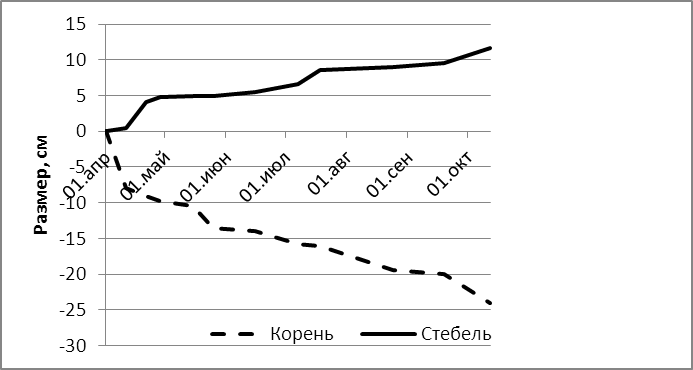 15
10
5
0
-5
-10
-15
-20
-25
-30
Размер, см
01.апр
01.май
01.июн
01.июл
01.авг
01.сен
01.окт
Корень
Стебель